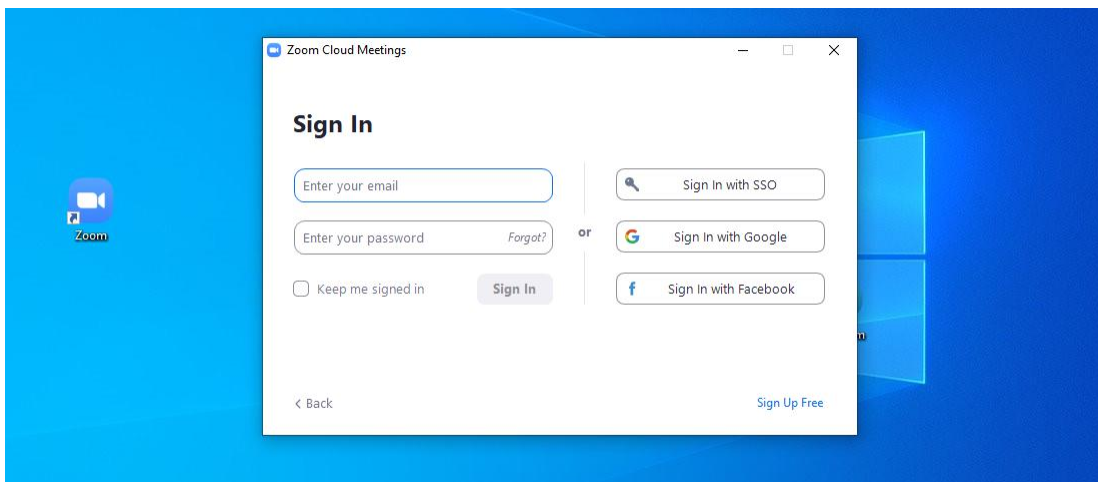 Zoom Cloud Meetings
Sign In
Enter your email
Enter your password
Forgot?
Keep me signed in
Sign In
or
Sign In with SSO
Sign In with Google
Sign In with Facebook
< Back
Sign Up Free
Zoom
m